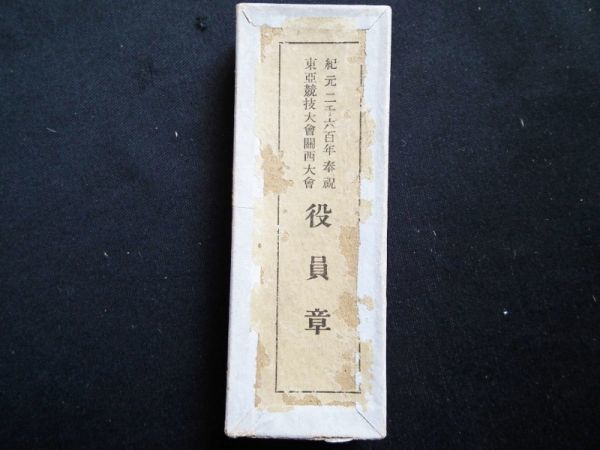 紀元二千六百年奉祝
東亞競技大會關西大會
役員章